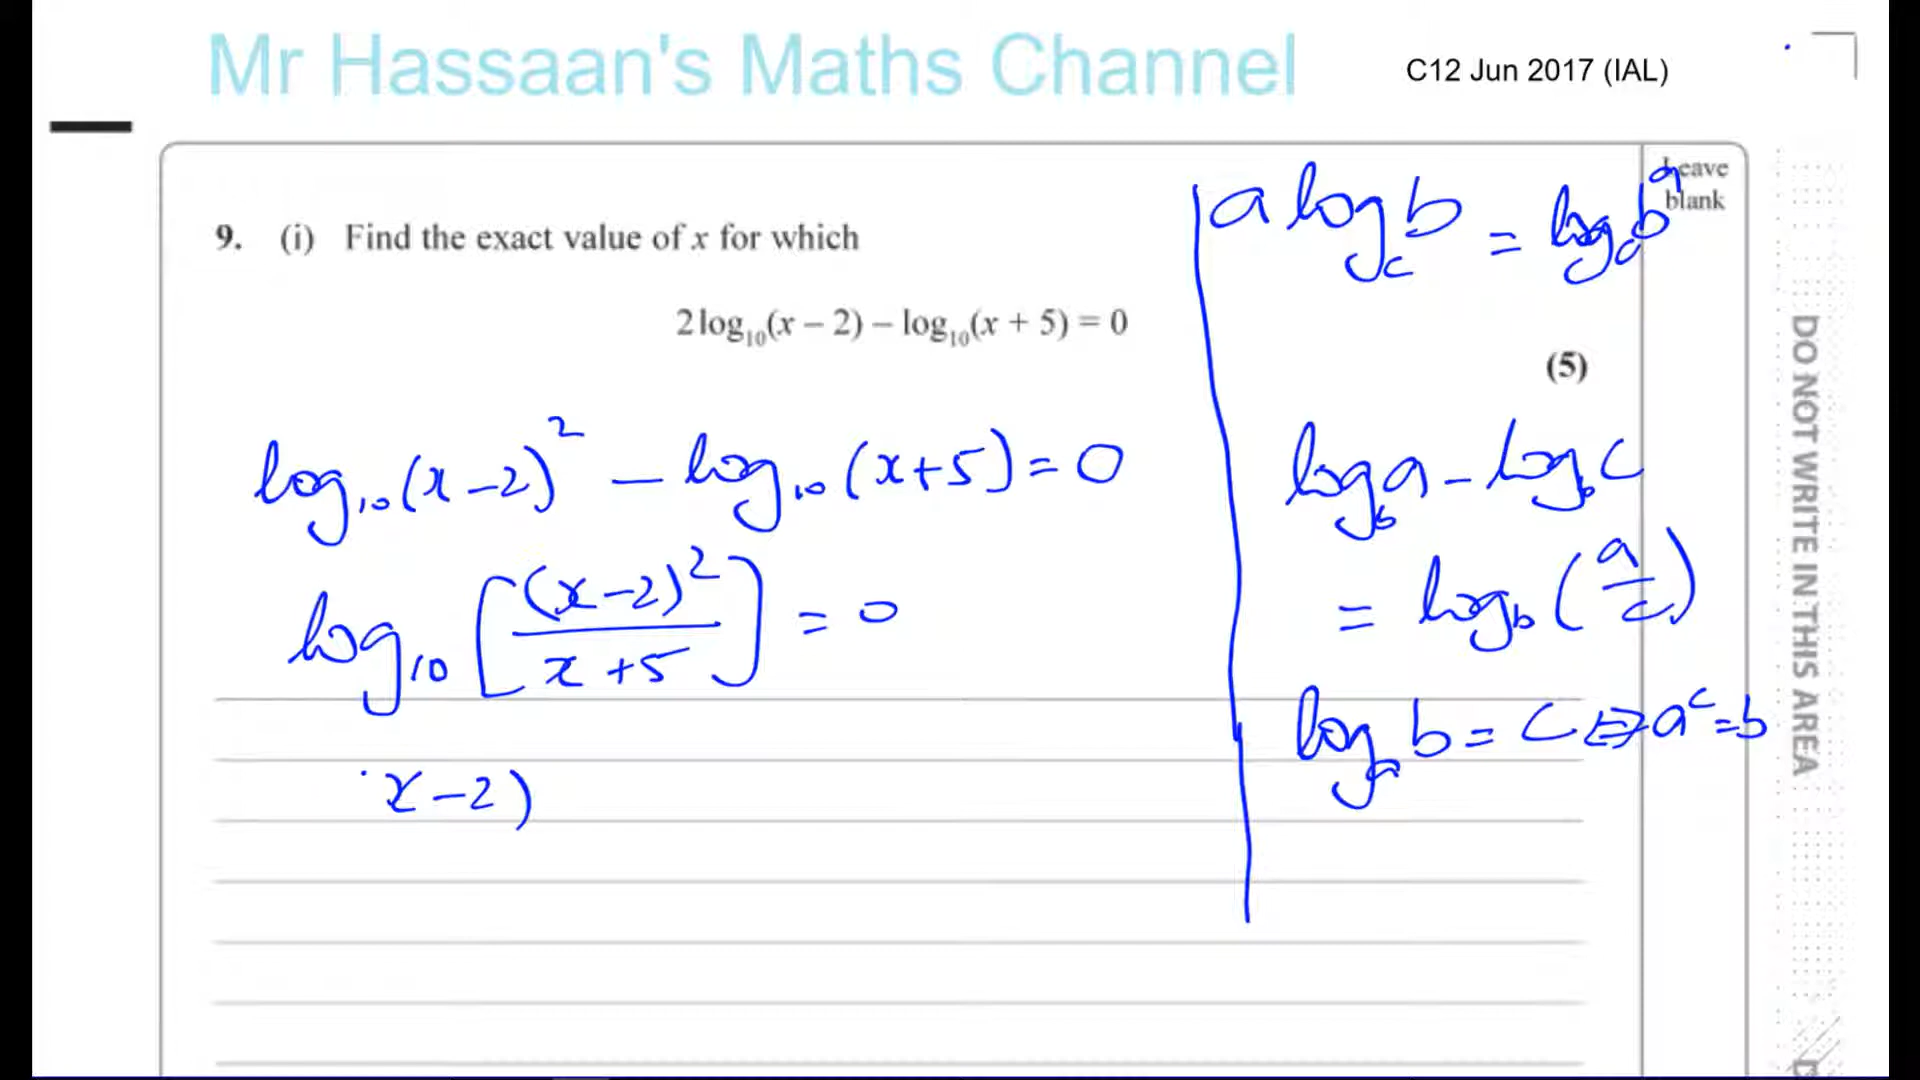 Mr Hassaan's Maths Channel
C12 Jun 2017 (IAL)
Leave
blank
9. (i) Find the exact value of x for which
2log₁₀(x – 2) – log₁₀(x + 5) = 0
(5)
log₁₀(x-2)² - log₁₀(x+5) = 0
log₁₀[(x-2)²/(x+5)] = 0
x-2)
a log_c b = log_c b^a
log_b a - log_b c
= log_b (a/c)
log_a b = c ⇔ a^c = b
DO NOT WRITE IN THIS AREA